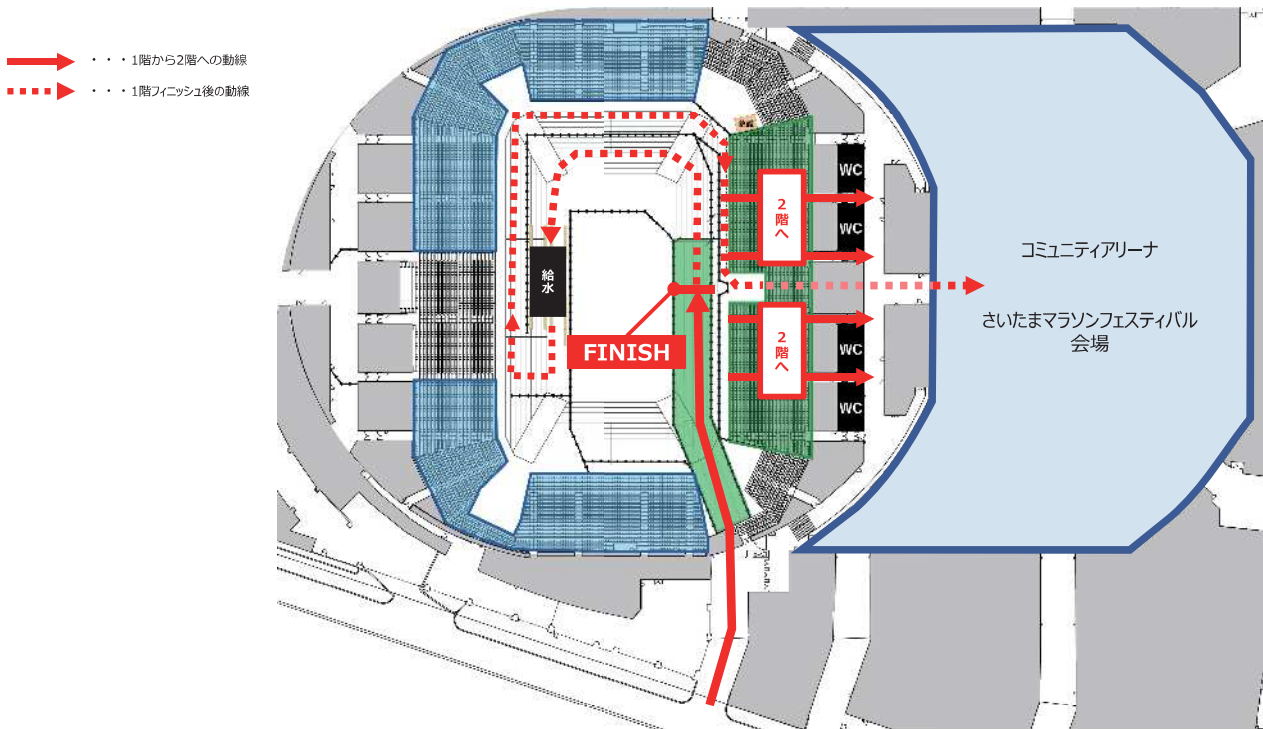 ・・・1階から2階への動線
・・・1階フィニッシュ後の動線
WC
2階へ
WC
コミュニティアリーナ
給水
さいたまマラソンフェスティバル
会場
FINISH
2階へ
WC
WC